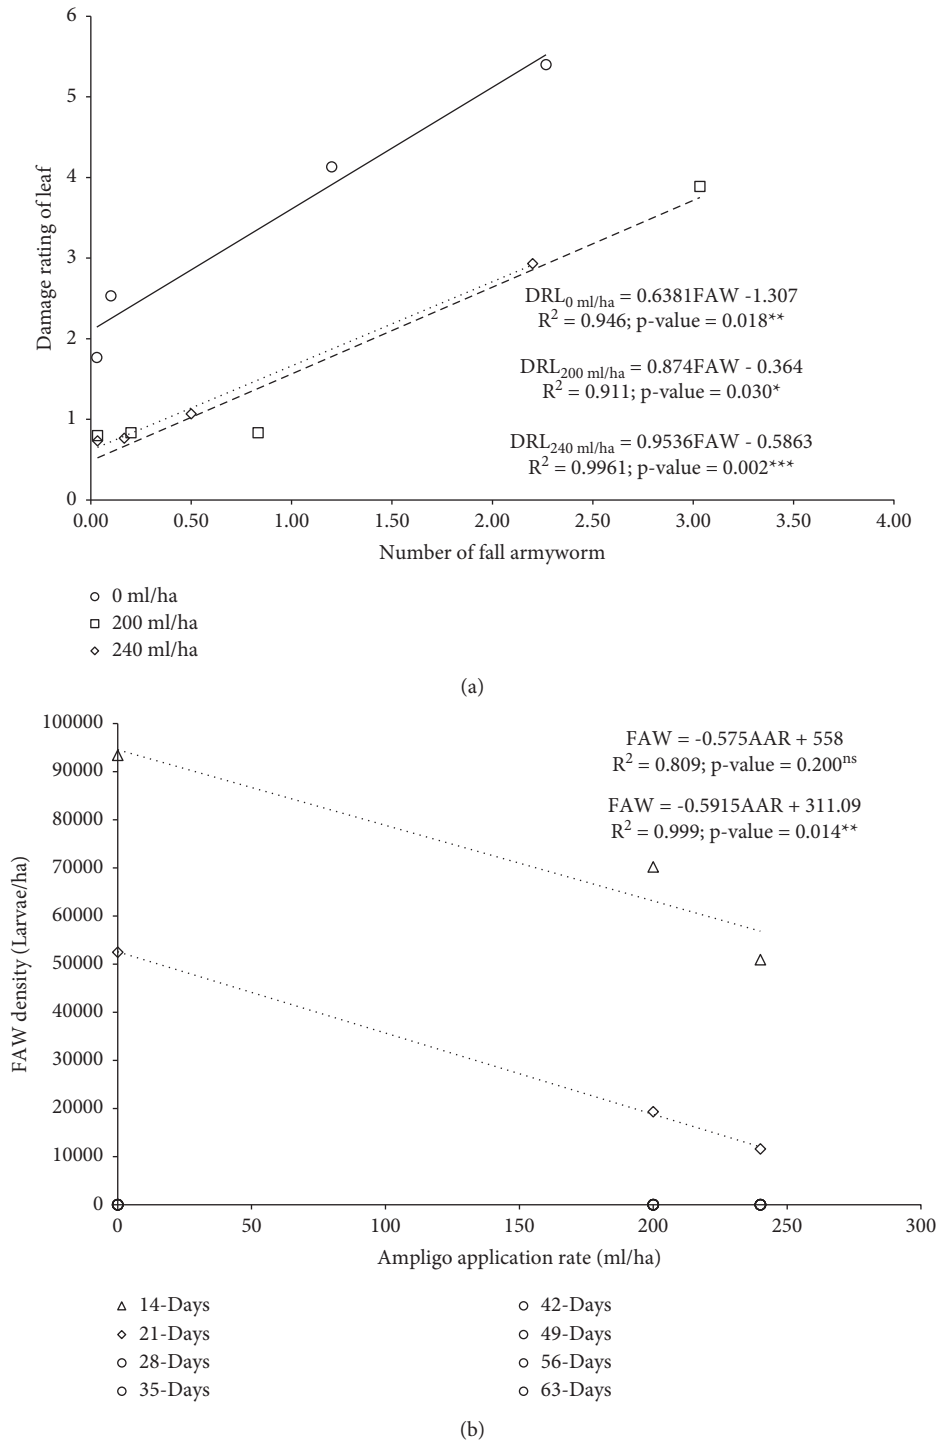 6
5
4
3
2
1
0
Damage rating of leaf
DRL0 ml/ha = 0.6381FAW -1.307
R2 = 0.946; p-value = 0.018**
DRL200 ml/ha = 0.874FAW - 0.364
R2 = 0.911; p-value = 0.030*
DRL240 ml/ha = 0.9536FAW - 0.5863
R2 = 0.9961; p-value = 0.002***
0.00 0.50 1.00 1.50 2.00 2.50 3.00 3.50 4.00
Number of fall armyworm
0 ml/ha
200 ml/ha
240 ml/ha
(a)
100000
90000
80000
70000
60000
50000
40000
30000
20000
10000
0
FAW density (Larvae/ha)
FAW = -0.575AAR + 558
R2 = 0.809; p-value = 0.200ns
FAW = -0.5915AAR + 311.09
R2 = 0.999; p-value = 0.014**
0 50 100 150 200 250 300
Ampligo application rate (ml/ha)
14-Days
21-Days
28-Days
35-Days
42-Days
49-Days
56-Days
63-Days
(b)